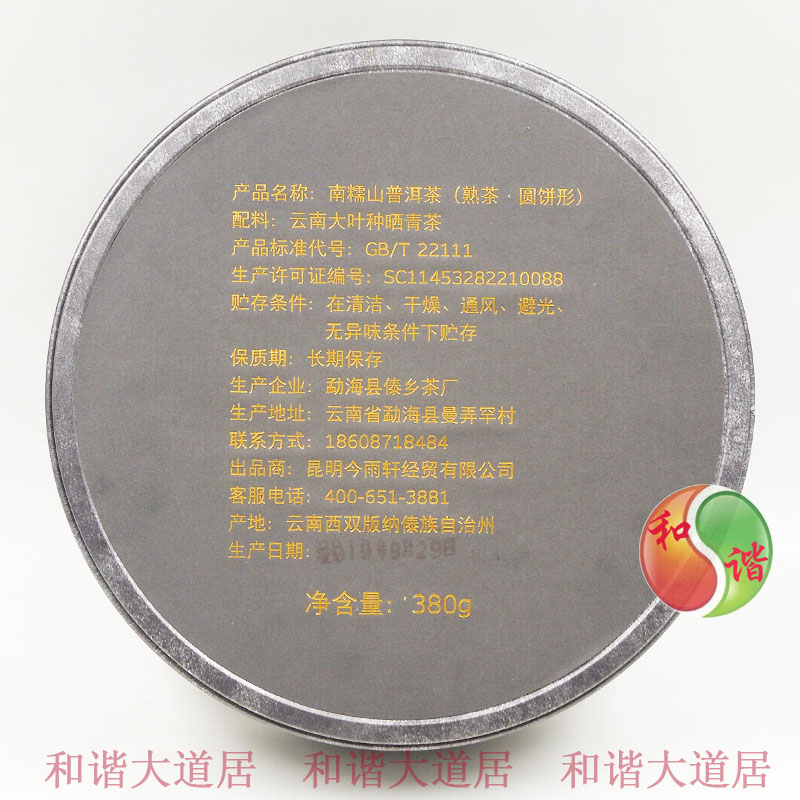 产品名称：南糯山普洱茶（熟茶·圆饼形）
配料：云南大叶种晒青茶
产品标准代号：GB/T 22111
生产许可证编号：SC11453282210088
贮存条件：在清洁、干燥、通风、避光、
无异味条件下贮存
保质期：长期保存
生产企业：勐海县傣乡茶厂
生产地址：云南省勐海县曼弄罕村
联系方式：18608718484
出品商：昆明今雨轩经贸有限公司
客服电话：400-651-3881
产地：云南西双版纳傣族自治州
生产日期：
净含量：380g
和谐
和谐大道居 和谐大道居 和谐大道居